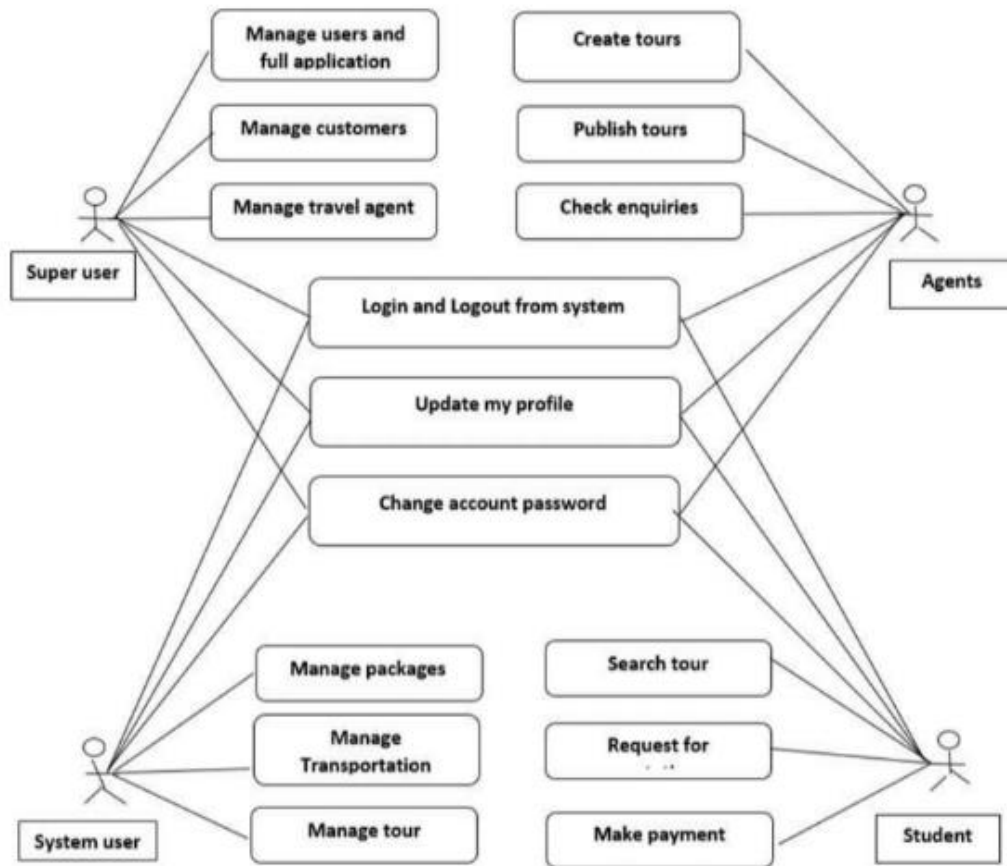 Manage users and
full application
Create tours
Manage customers
Publish tours
Manage travel agent
Check enquiries
Super user
Agents
Login and Logout from system
Update my profile
Change account password
Manage packages
Search tour
Manage
Transportation
Request for
Manage tour
Make payment
System user
Student